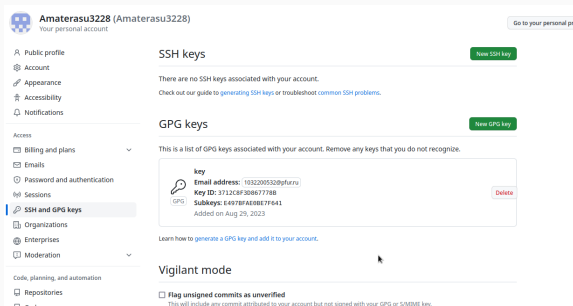 Amaterasu3228 (Amaterasu3228)
Your personal account
Go to your personal
Public profile
Account
Appearance
Accessibility
Notifications
Access
Billing and plans
Emails
Password and authentication
Sessions
SSH and GPG keys
Organizations
Enterprises
Moderation
Code, planning, and automation
Repositories
SSH keys
New SSH key
There are no SSH keys associated with your account.
Check out our guide to generating SSH keys or troubleshoot common SSH problems.
GPG keys
New GPG key
This is a list of GPG keys associated with your account. Remove any keys that you do not recognize.
key
Email address: 1032200532@pfur.ru
Key ID: 3712C8F3D867778B
Subkeys: E497BFAE0BE7F641
Added on Aug 29, 2023
GPG
Delete
Learn how to generate a GPG key and add it to your account.
Vigilant mode
Flag unsigned commits as unverified
This will include any commit attributed to your account but not signed with your GPG or S/MIME key.